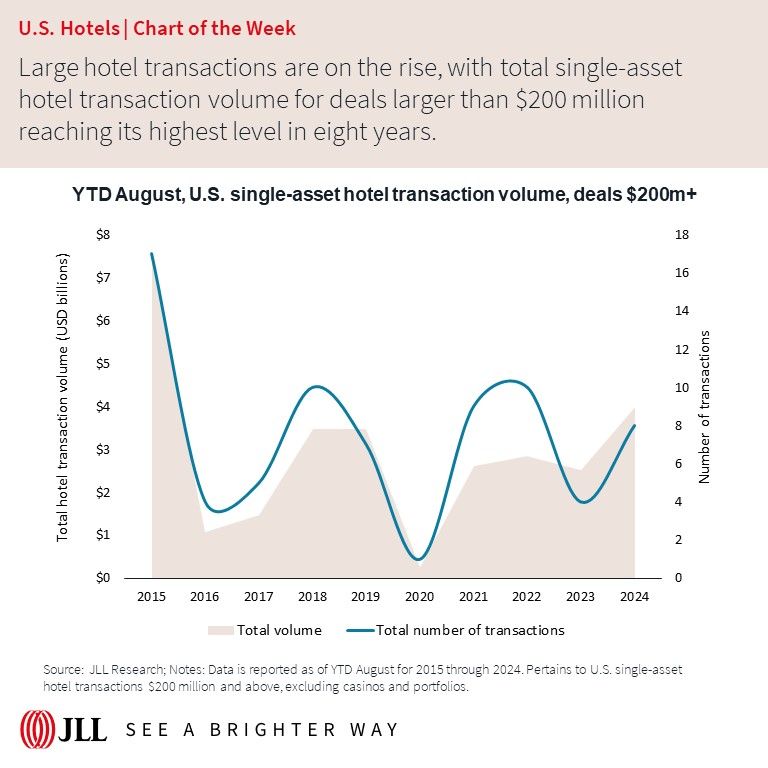 U.S. Hotels | Chart of the Week
Large hotel transactions are on the rise, with total single-asset
hotel transaction volume for deals larger than $200 million
reaching its highest level in eight years.
YTD August, U.S. single-asset hotel transaction volume, deals $200m+
Total hotel transaction volume (USD billions)
$8
$7
$6
$5
$4
$3
$2
$1
$0
18
16
14
12
10
8
6
4
2
0
Number of transactions
2015 2016 2017 2018 2019 2020 2021 2022 2023 2024
Total volume Total number of transactions
Source: JLL Research; Notes: Data is reported as of YTD August for 2015 through 2024. Pertains to U.S. single-asset
hotel transactions $200 million and above, excluding casinos and portfolios.
JLL SEE A BRIGHTER WAY